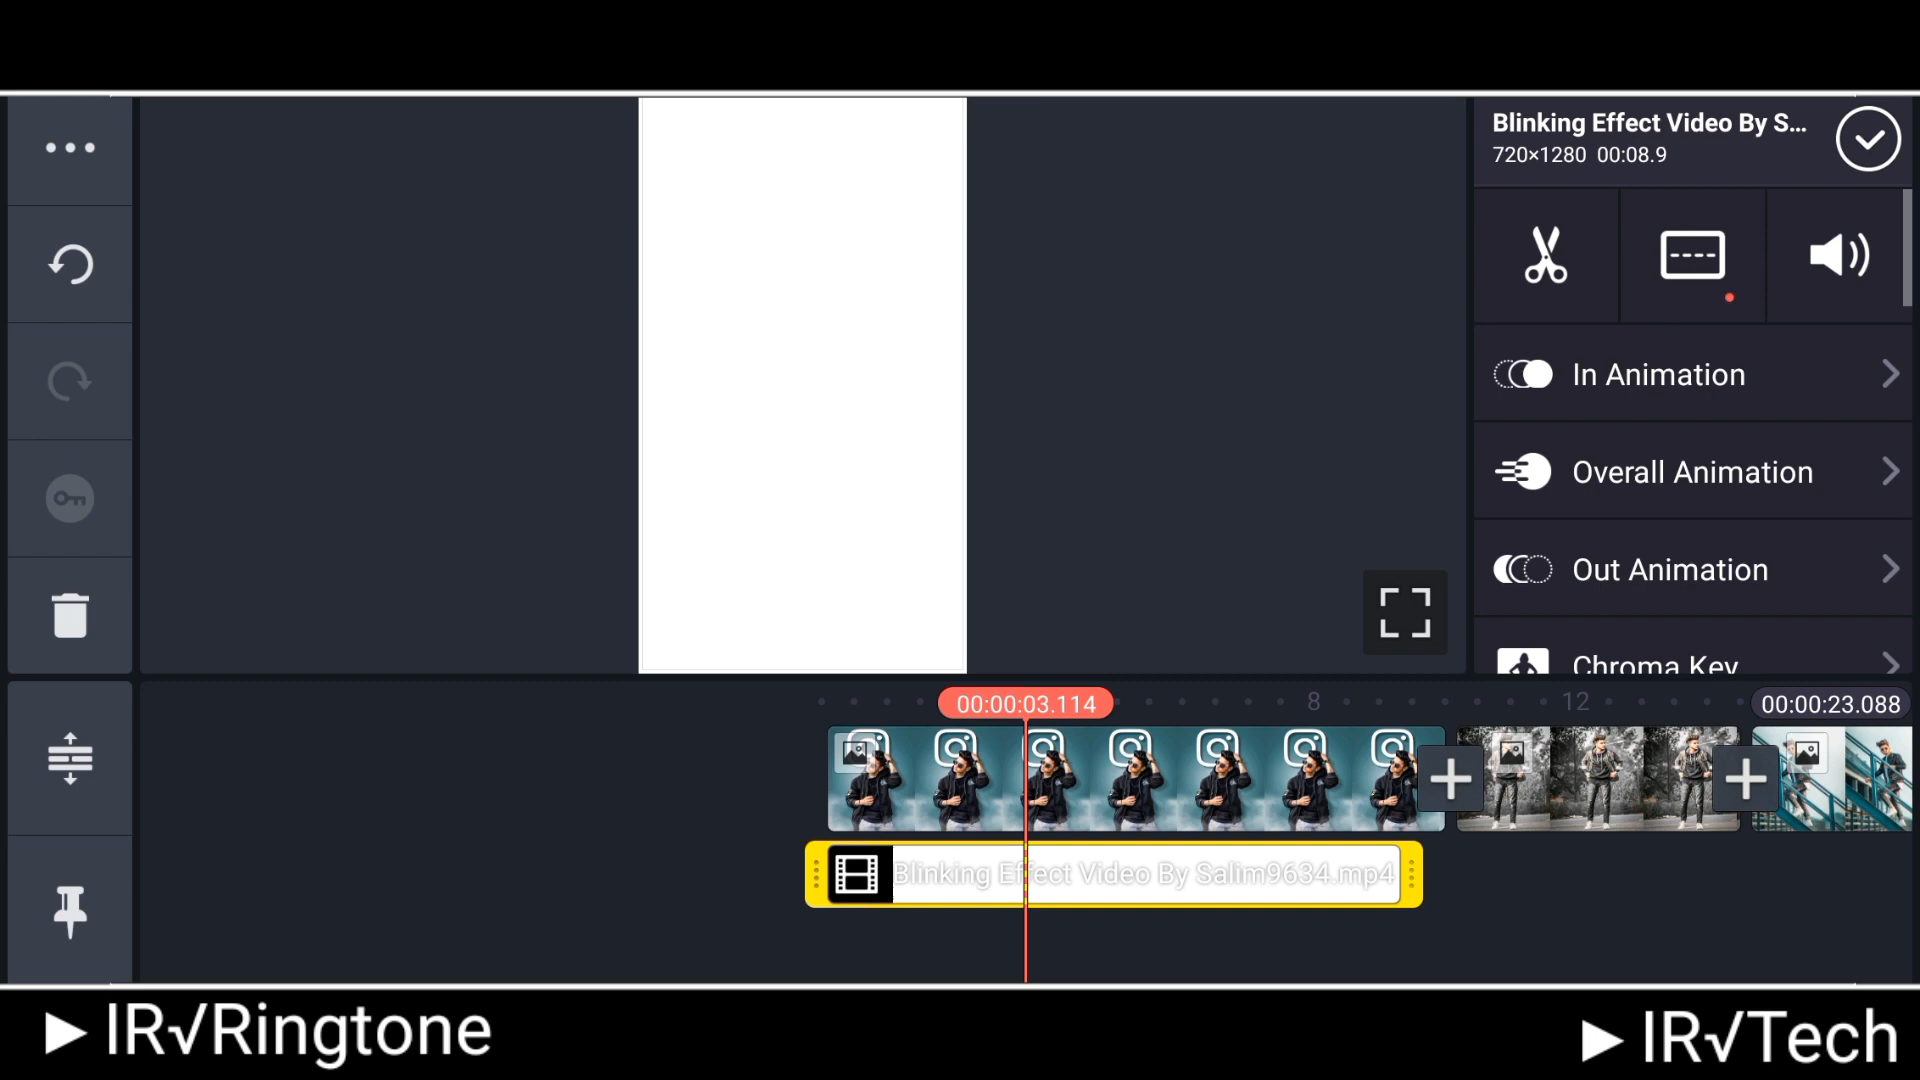 Blinking Effect Video By S...
720×1280 00:08.9
In Animation
Overall Animation
Out Animation
Chroma Key
00:00:03.114
8
12
00:00:23.088
Blinking Effect Video By Salim9634.mp4
► IR√Ringtone
► IR√Tech